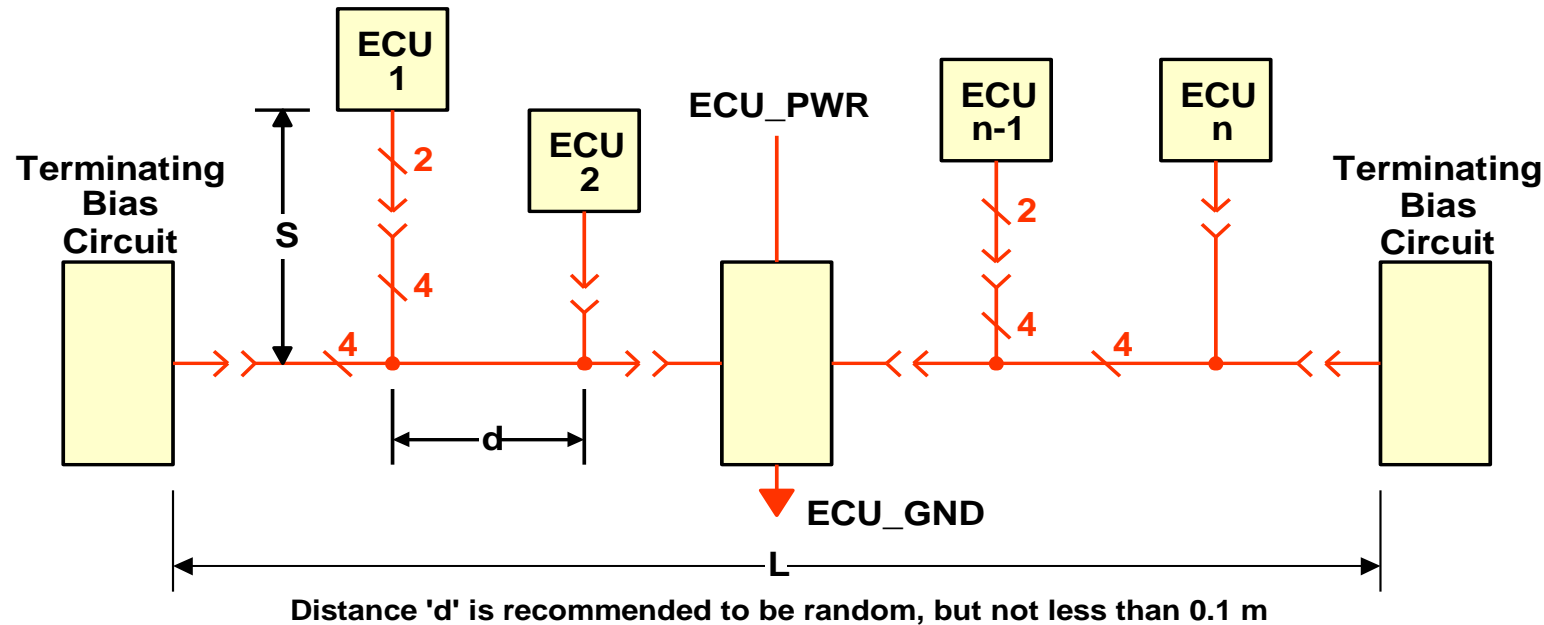 ECU
1
ECU
2
ECU_PWR
ECU
n-1
ECU
n
Terminating
Bias
Circuit
Terminating
Bias
Circuit
S
2
4
4
2
4
4
d
ECU_GND
L
Distance 'd' is recommended to be random, but not less than 0.1 m